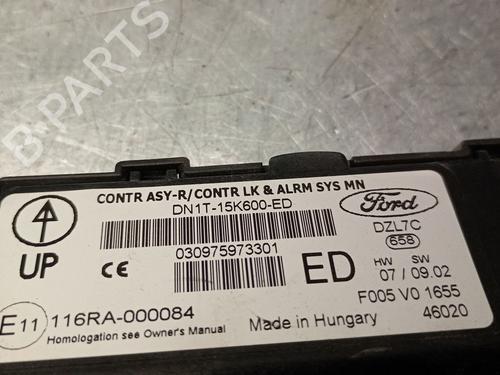 CONTR ASY-R/CONTR LK & ALRM SYS MN
DN1T-15K600-ED
Ford
DZL7C
658
UP
CE
030975973301
ED
HW SW
07 / 09.02
F005 V0 1655
46020
E11 116RA-000084
Homologation see Owner's Manual
Made in Hungary